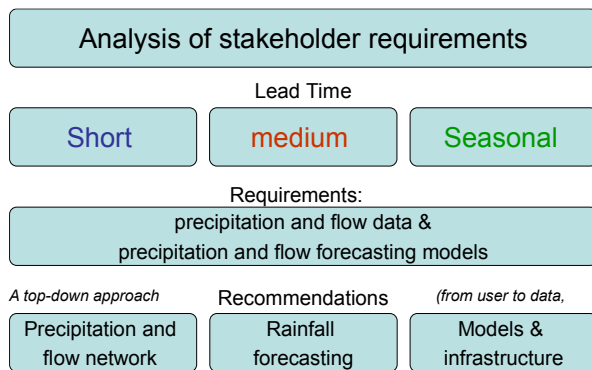 Analysis of stakeholder requirements
Lead Time
Short
medium
Seasonal
Requirements:
precipitation and flow data &
precipitation and flow forecasting models
A top-down approach
Recommendations
(from user to data,
Precipitation and
flow network
Rainfall
forecasting
Models &
infrastructure